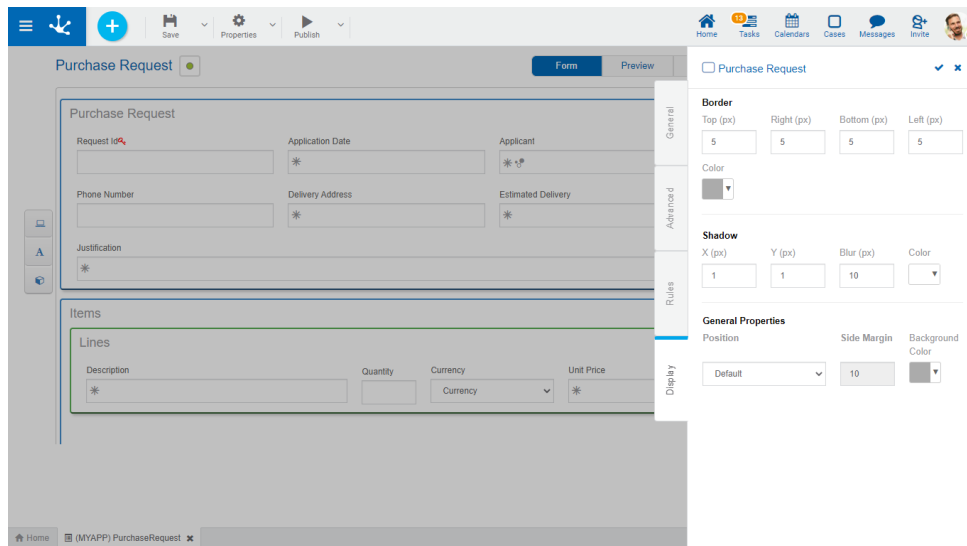 Save
Properties
Publish
Home
13
Tasks
Calendars
Cases
Messages
Invite
Purchase Request
Form
Preview
Purchase Request
Request Id
Application Date
Applicant
Phone Number
Delivery Address
Estimated Delivery
A
Justification
Items
Lines
Description
Quantity
Currency
Unit Price
Currency
General
Advanced
Rules
Display
Purchase Request
Border
Top (px)
Right (px)
Bottom (px)
Left (px)
5
5
5
5
Color
Shadow
X (px)
Y (px)
Blur (px)
Color
1
1
10
General Properties
Position
Side Margin
Background
Color
Default
10
Home
(MYAPP) PurchaseRequest